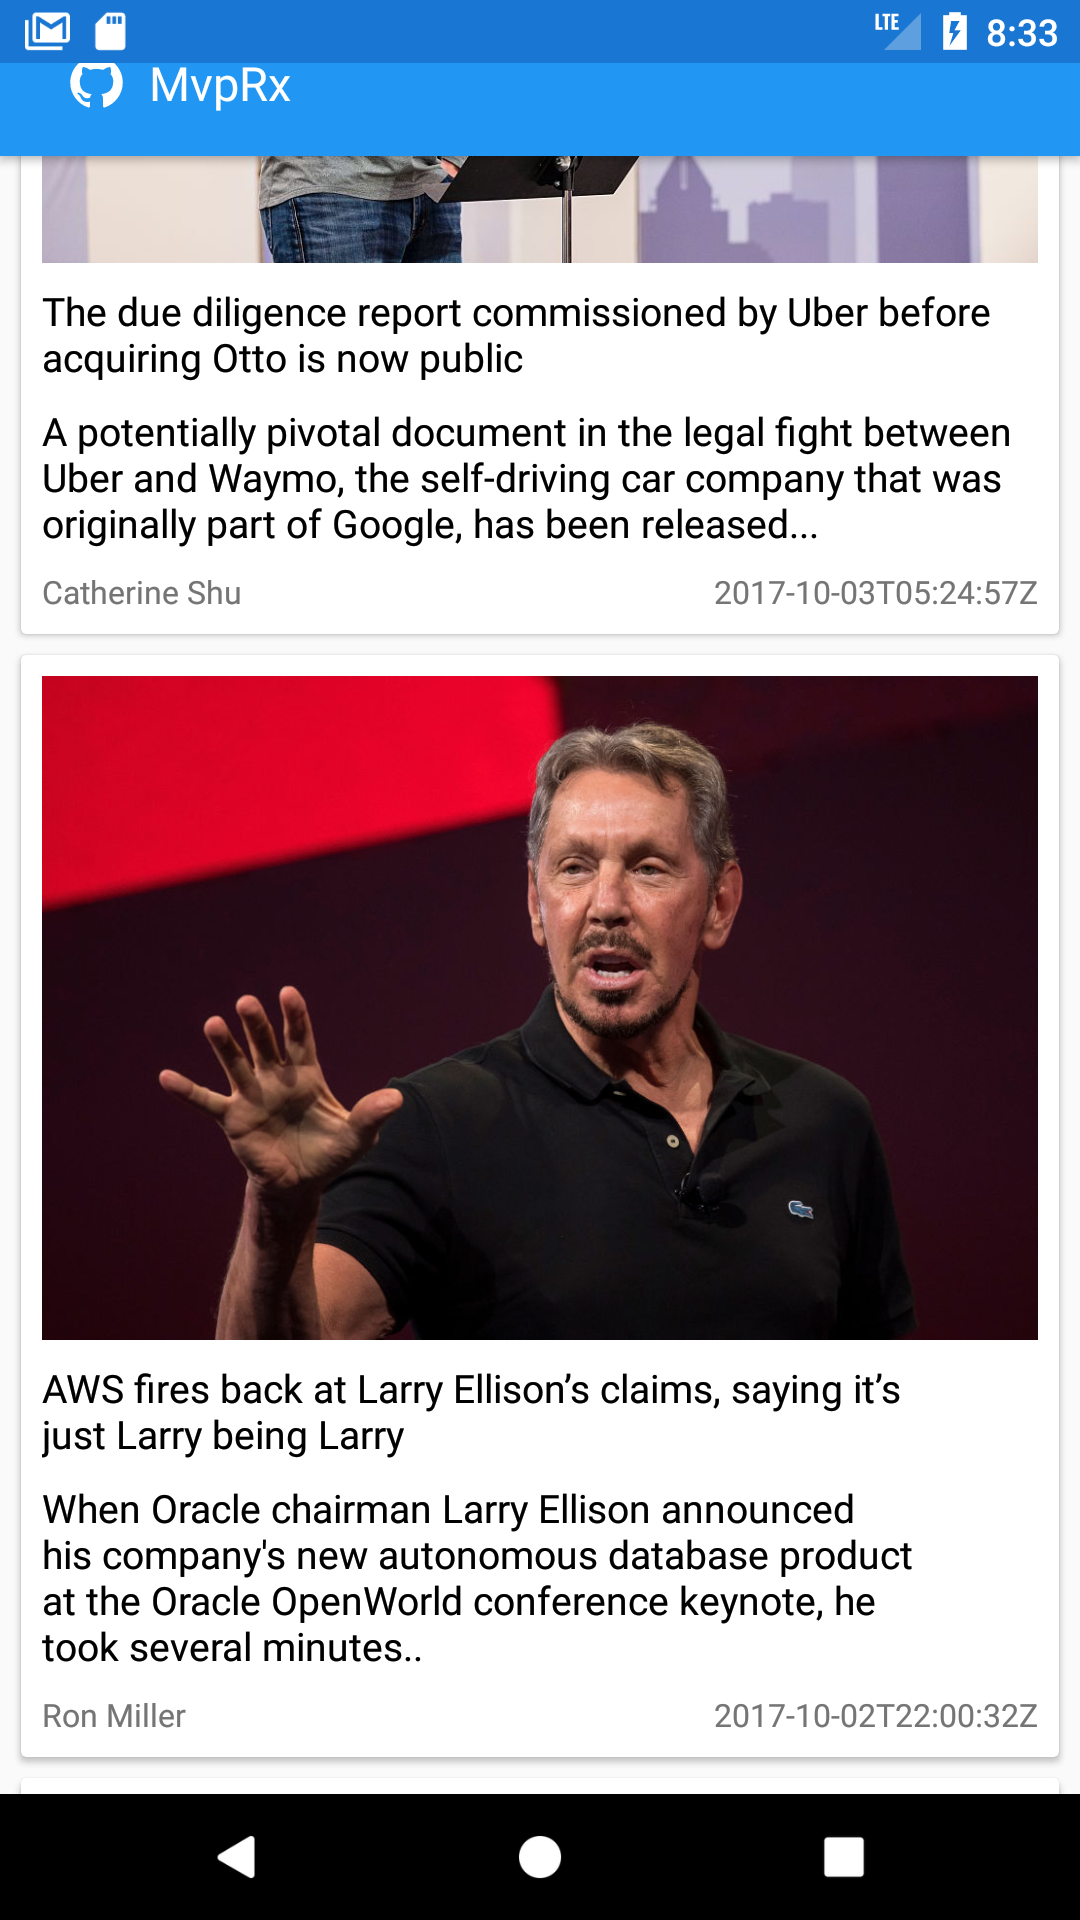 LTE 8:33
MvpRx
The due diligence report commissioned by Uber before
acquiring Otto is now public
A potentially pivotal document in the legal fight between
Uber and Waymo, the self-driving car company that was
originally part of Google, has been released...
Catherine Shu 2017-10-03T05:24:57Z
AWS fires back at Larry Ellison’s claims, saying it’s
just Larry being Larry
When Oracle chairman Larry Ellison announced
his company's new autonomous database product
at the Oracle OpenWorld conference keynote, he
took several minutes..
Ron Miller 2017-10-02T22:00:32Z